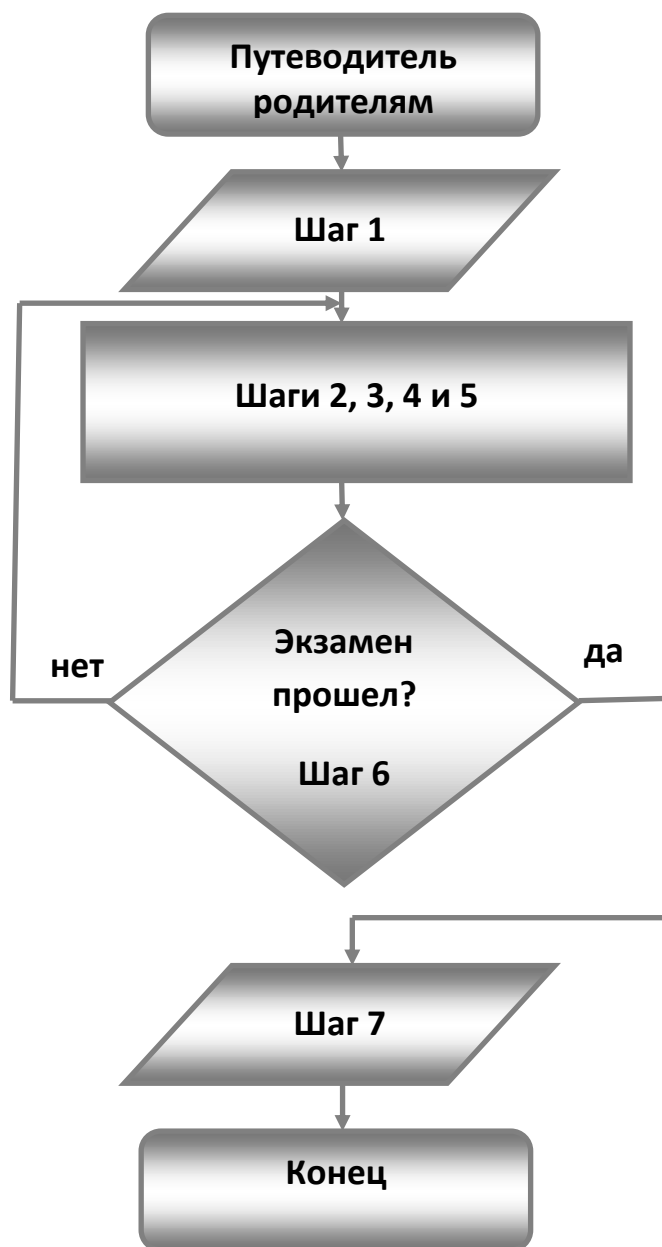 Путеводитель
родителям
Шаг 1
Шаги 2, 3, 4 и 5
Экзамен
прошел?
Шаг 6
нет
да
Шаг 7
Конец